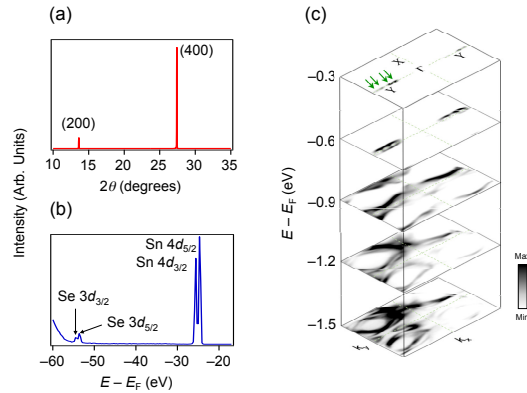 (a)
(400)
(200)
10 15 20 25 30 35
2θ (degrees)
Intensity (Arb. Units)
(b)
Sn 4d5/2
Sn 4d3/2
Se 3d3/2
Se 3d5/2
−60 −50 −40 −30 −20
E – EF (eV)
(c)
−0.3
−0.6
−0.9
−1.2
−1.5
E – EF (eV)
X
Γ
Y
Y
Max
Min